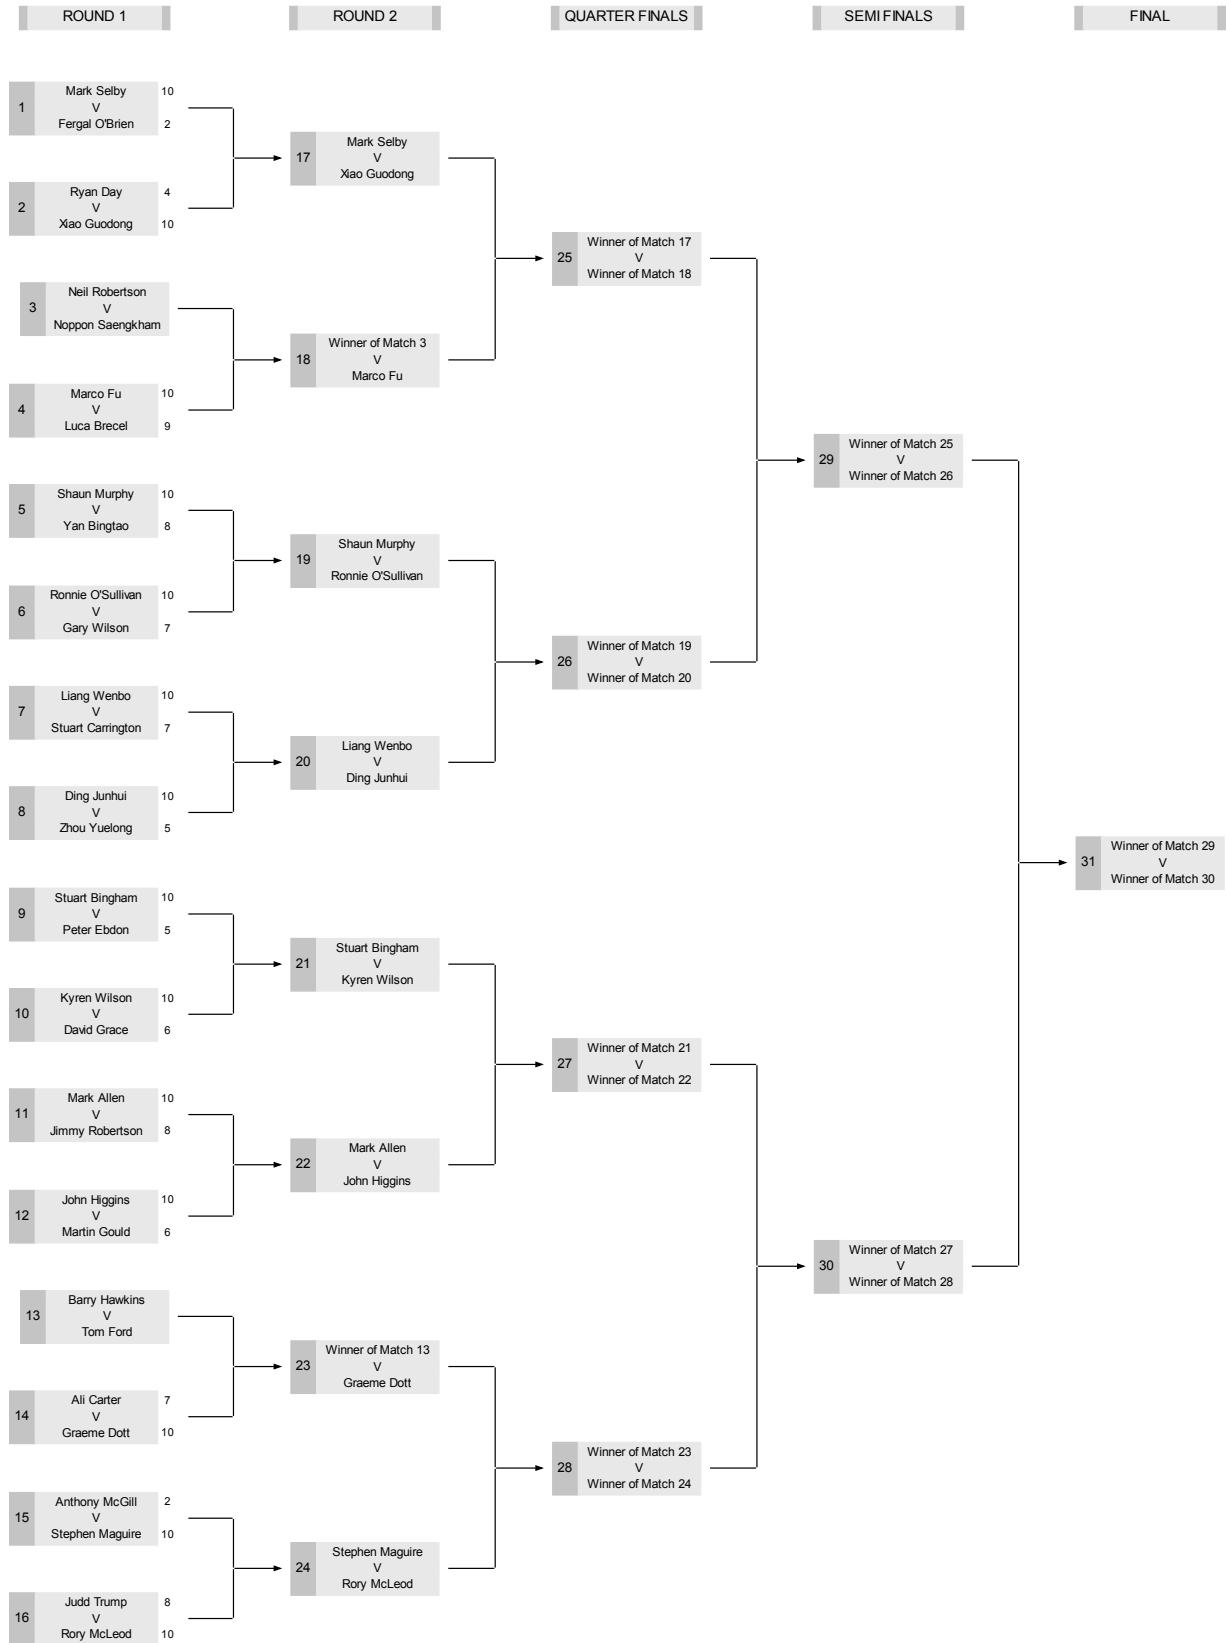 ROUND 1
ROUND 2
QUARTER FINALS
SEMI FINALS
FINAL
1
Mark Selby 10
V
Fergal O'Brien 2
2
Ryan Day 4
V
Xiao Guodong 10
3
Neil Robertson
V
Noppon Saengkham
4
Marco Fu 10
V
Luca Brecel 9
5
Shaun Murphy 10
V
Yan Bingtao 8
6
Ronnie O'Sullivan 10
V
Gary Wilson 7
7
Liang Wenbo 10
V
Stuart Carrington 7
8
Ding Junhui 10
V
Zhou Yuelong 5
9
Stuart Bingham 10
V
Peter Ebdon 5
10
Kyren Wilson 10
V
David Grace 6
11
Mark Allen 10
V
Jimmy Robertson 8
12
John Higgins 10
V
Martin Gould 6
13
Barry Hawkins
V
Tom Ford
14
Ali Carter 7
V
Graeme Dott 10
15
Anthony McGill 2
V
Stephen Maguire 10
16
Judd Trump 8
V
Rory McLeod 10
17
Mark Selby
V
Xiao Guodong
18
Winner of Match 3
V
Marco Fu
19
Shaun Murphy
V
Ronnie O'Sullivan
20
Liang Wenbo
V
Ding Junhui
21
Stuart Bingham
V
Kyren Wilson
22
Mark Allen
V
John Higgins
23
Winner of Match 13
V
Graeme Dott
24
Stephen Maguire
V
Rory McLeod
25
Winner of Match 17
V
Winner of Match 18
26
Winner of Match 19
V
Winner of Match 20
27
Winner of Match 21
V
Winner of Match 22
28
Winner of Match 23
V
Winner of Match 24
29
Winner of Match 25
V
Winner of Match 26
30
Winner of Match 27
V
Winner of Match 28
31
Winner of Match 29
V
Winner of Match 30